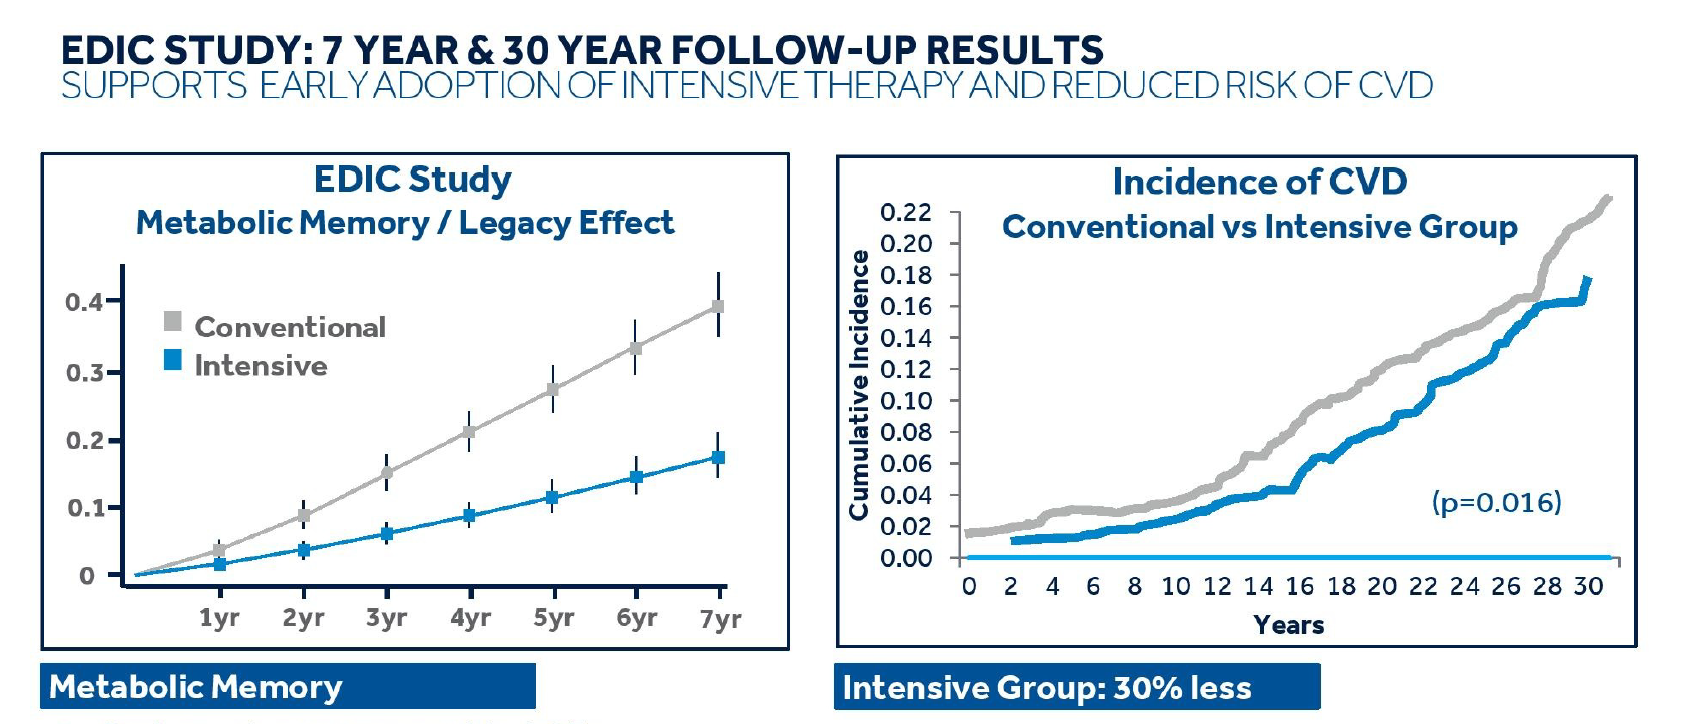 EDIC STUDY: 7 YEAR & 30 YEAR FOLLOW-UP RESULTS
SUPPORTS EARLY ADOPTION OF INTENSIVE THERAPY AND REDUCED RISK OF CVD
EDIC Study
Metabolic Memory / Legacy Effect
0.4
0.3
0.2
0.1
0
Conventional
Intensive
1yr 2yr 3yr 4yr 5yr 6yr 7yr
Metabolic Memory
Incidence of CVD
Conventional vs Intensive Group
Cumulative Incidence
0.22
0.20
0.18
0.16
0.14
0.12
0.10
0.08
0.06
0.04
0.02
0.00
(p=0.016)
0 2 4 6 8 10 12 14 16 18 20 22 24 26 28 30
Years
Intensive Group: 30% less